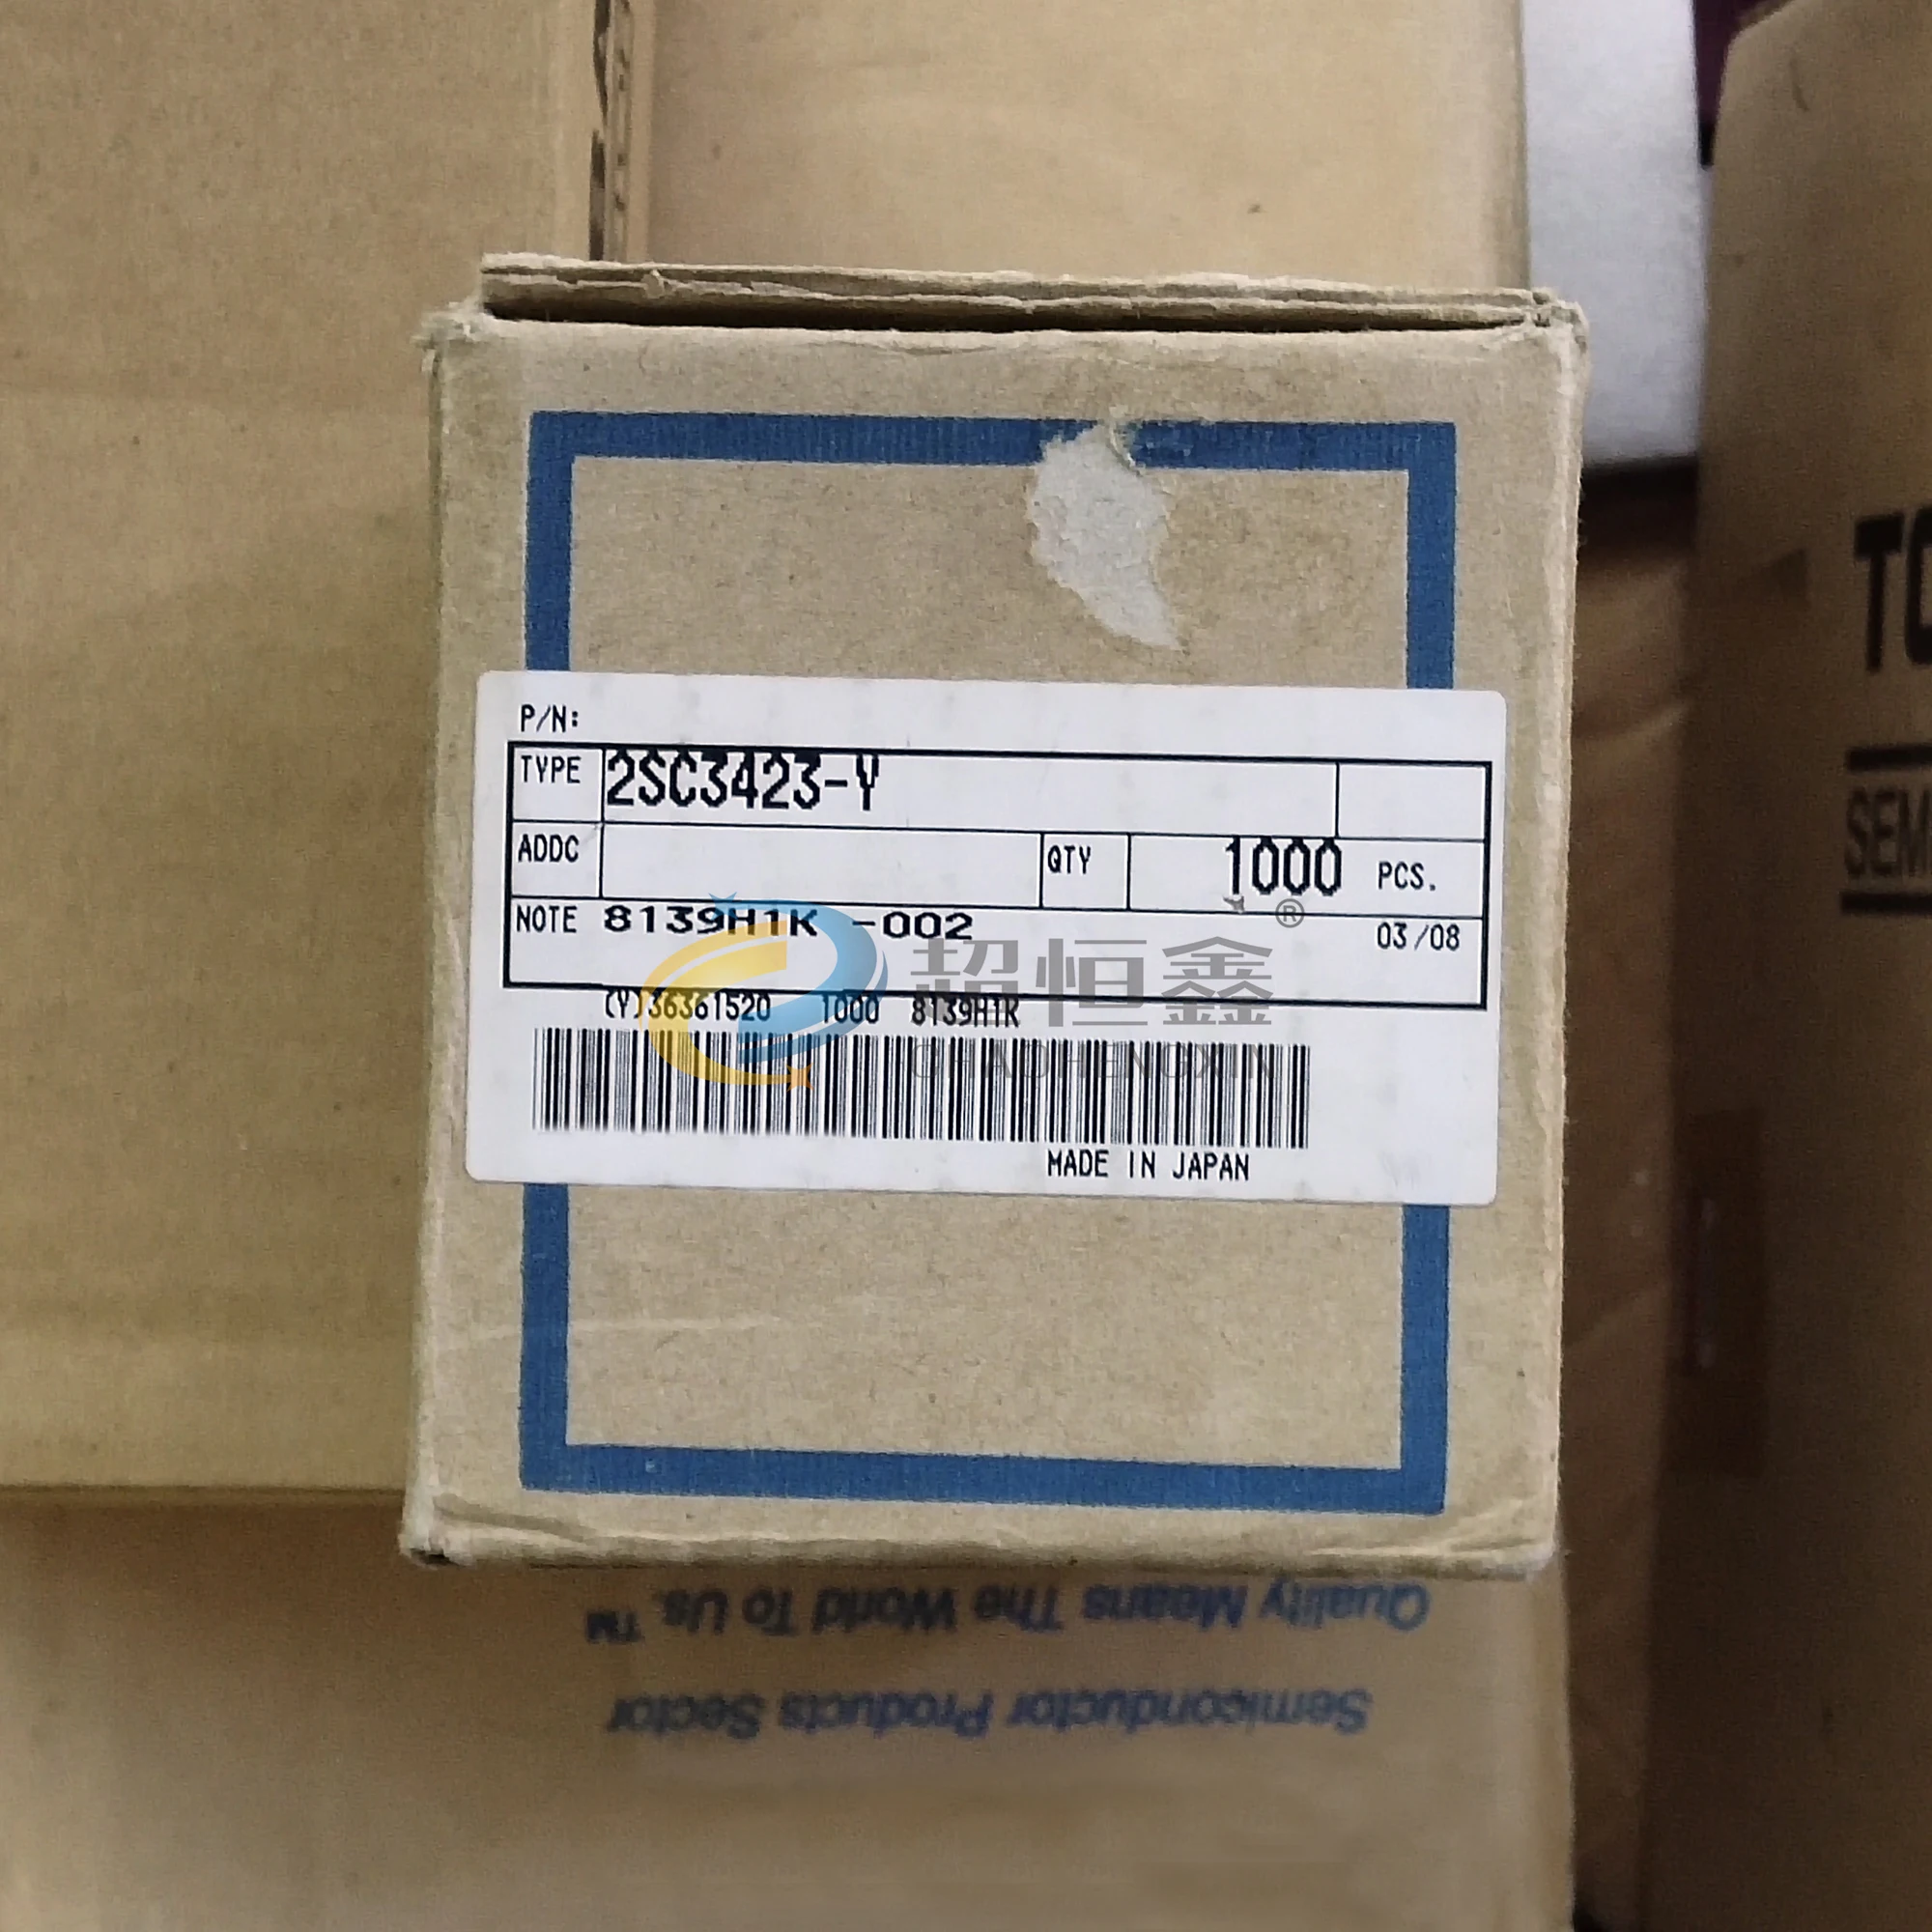 P/N:
TYPE 2SC3423-Y
ADDC QTY 1000 PCS.
NOTE 8139H1K -002 03/08
(Y)36361520 1000 8139H1K
超恒鑫®
CHAOHENGXIN
MADE IN JAPAN
Quality Means The World To Us.™
Semiconductor Products Sector